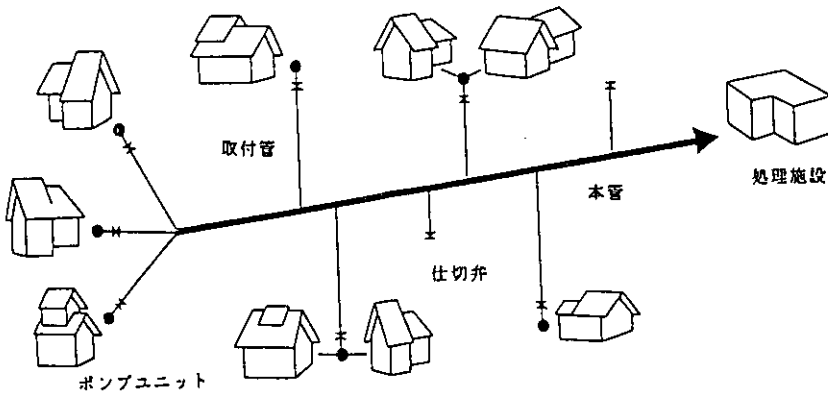 取付管
処理施設
本管
仕切弁
ポンプユニット